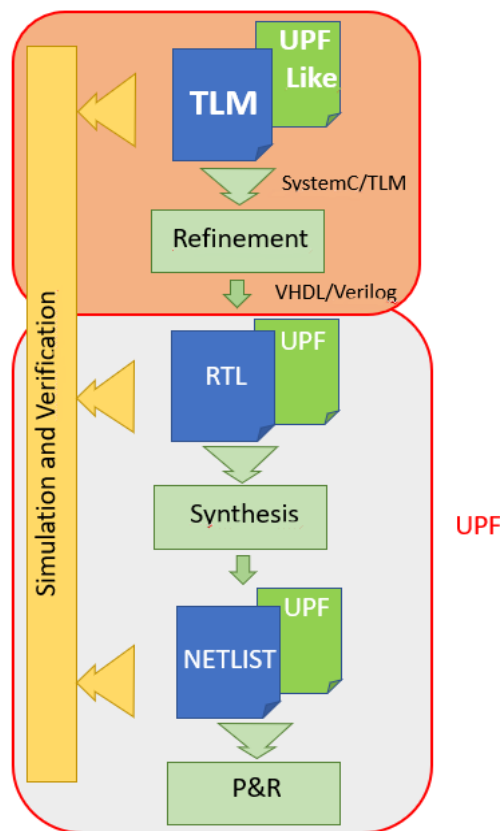 UPF
Like
TLM
SystemC/TLM
Refinement
VHDL/Verilog
Simulation and Verification
UPF
RTL
Synthesis
UPF
UPF
NETLIST
P&R